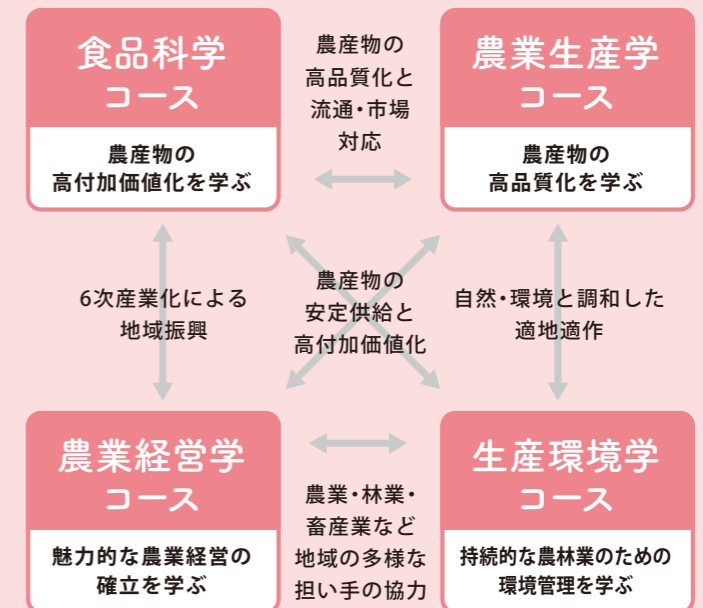 食品科学
コース
農産物の
高付加価値化を学ぶ
農産物の
高品質化と
流通・市場
対応
農業生産学
コース
農産物の
高品質化を学ぶ
6次産業化による
地域振興
農産物の
安定供給と
高付加価値化
自然・環境と調和した
適地適作
農業経営学
コース
魅力的な農業経営の
確立を学ぶ
農業・林業・
畜産業など
地域の多様な
担い手の協力
生産環境学
コース
持続的な農林業のための
環境管理を学ぶ